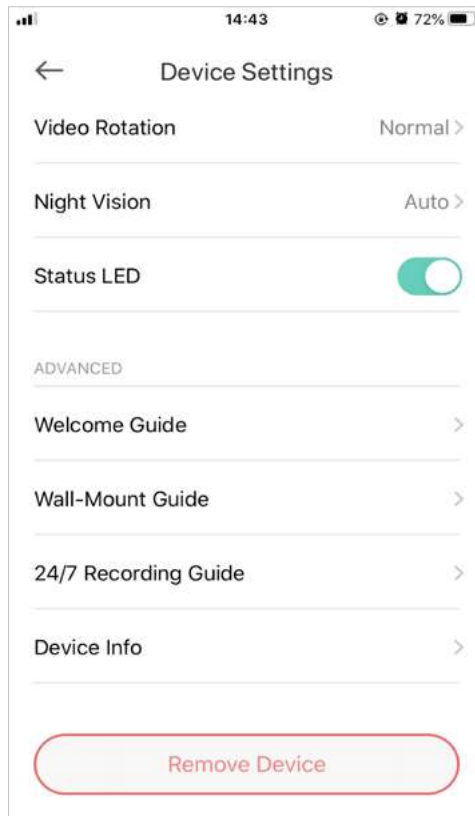 14:43
72%
Device Settings
Video Rotation Normal
Night Vision Auto
Status LED
ADVANCED
Welcome Guide
Wall-Mount Guide
24/7 Recording Guide
Device Info
Remove Device